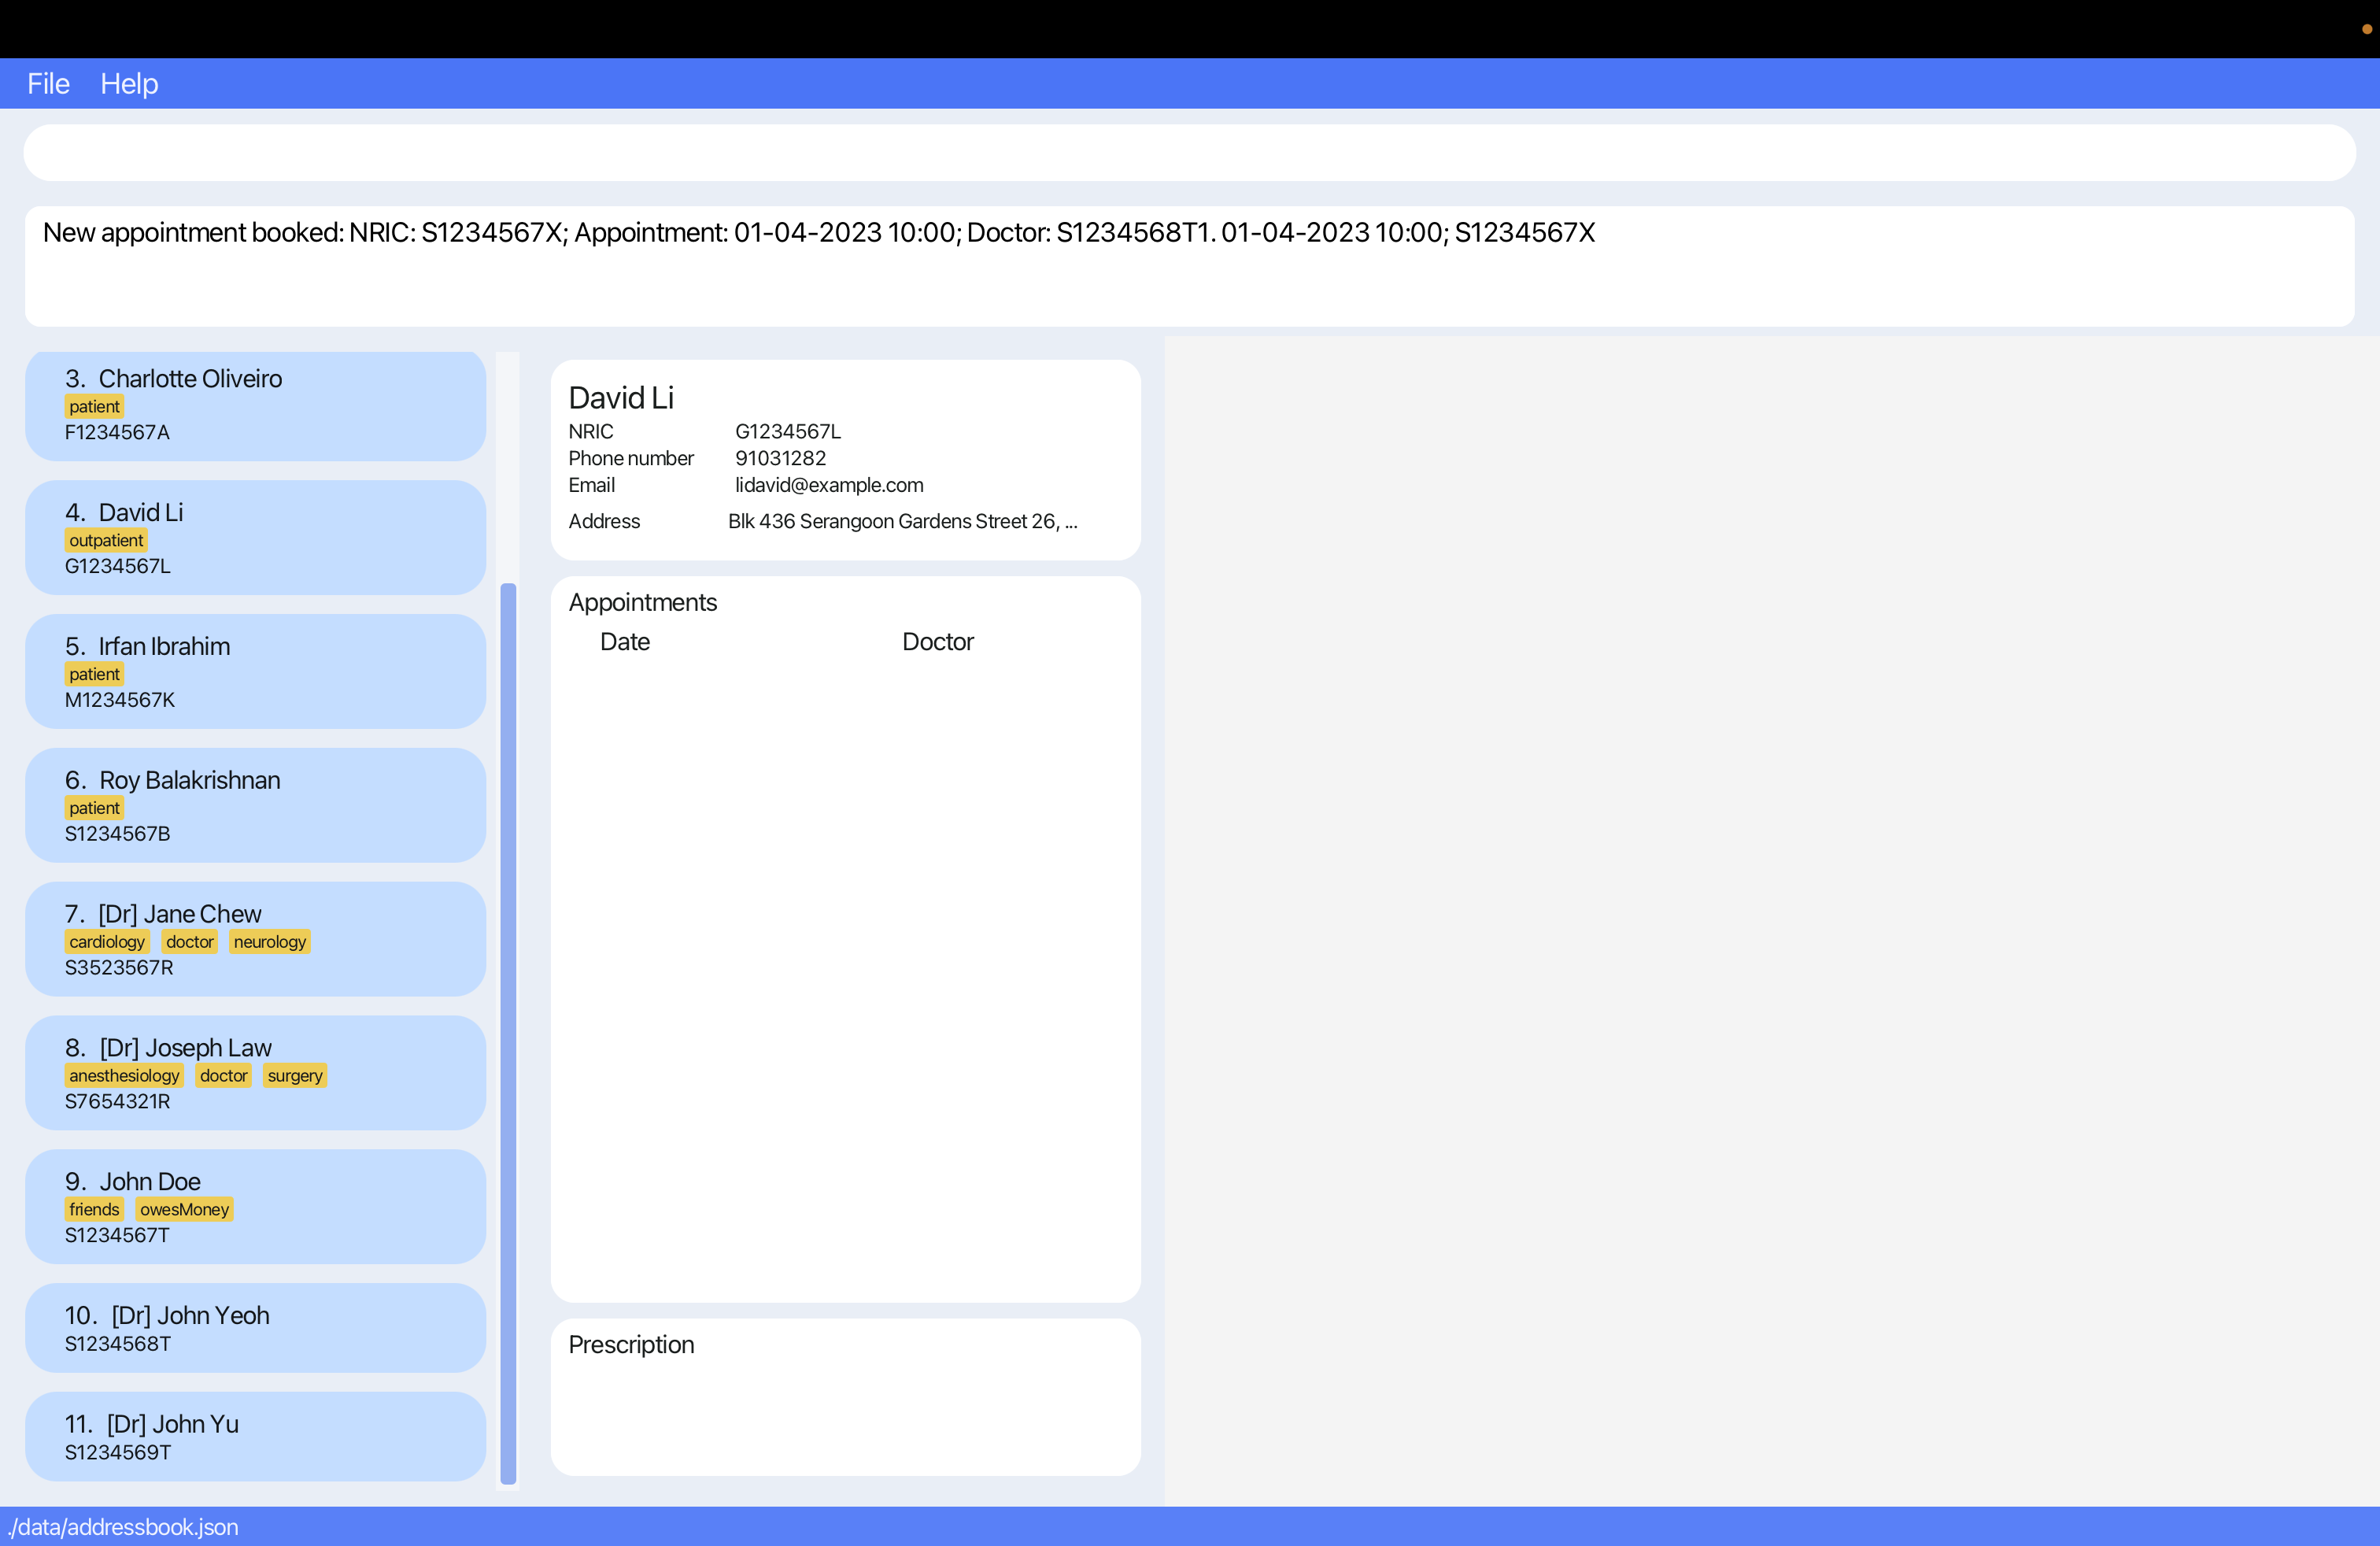 File Help
New appointment booked: NRIC: S1234567X; Appointment: 01-04-2023 10:00; Doctor: S1234568T1. 01-04-2023 10:00; S1234567X
3. Charlotte Oliveiro
patient
F1234567A
4. David Li
outpatient
G1234567L
5. Irfan Ibrahim
patient
M1234567K
6. Roy Balakrishnan
patient
S1234567B
7. [Dr] Jane Chew
cardiology doctor neurology
S3523567R
8. [Dr] Joseph Law
anesthesiology doctor surgery
S7654321R
9. John Doe
friends owesMoney
S1234567T
10. [Dr] John Yeoh
S1234568T
11. [Dr] John Yu
S1234569T
David Li
NRIC G1234567L
Phone number 91031282
Email lidavid@example.com
Address Blk 436 Serangoon Gardens Street 26, ...
Appointments
Date Doctor
Prescription
./data/addressbook.json